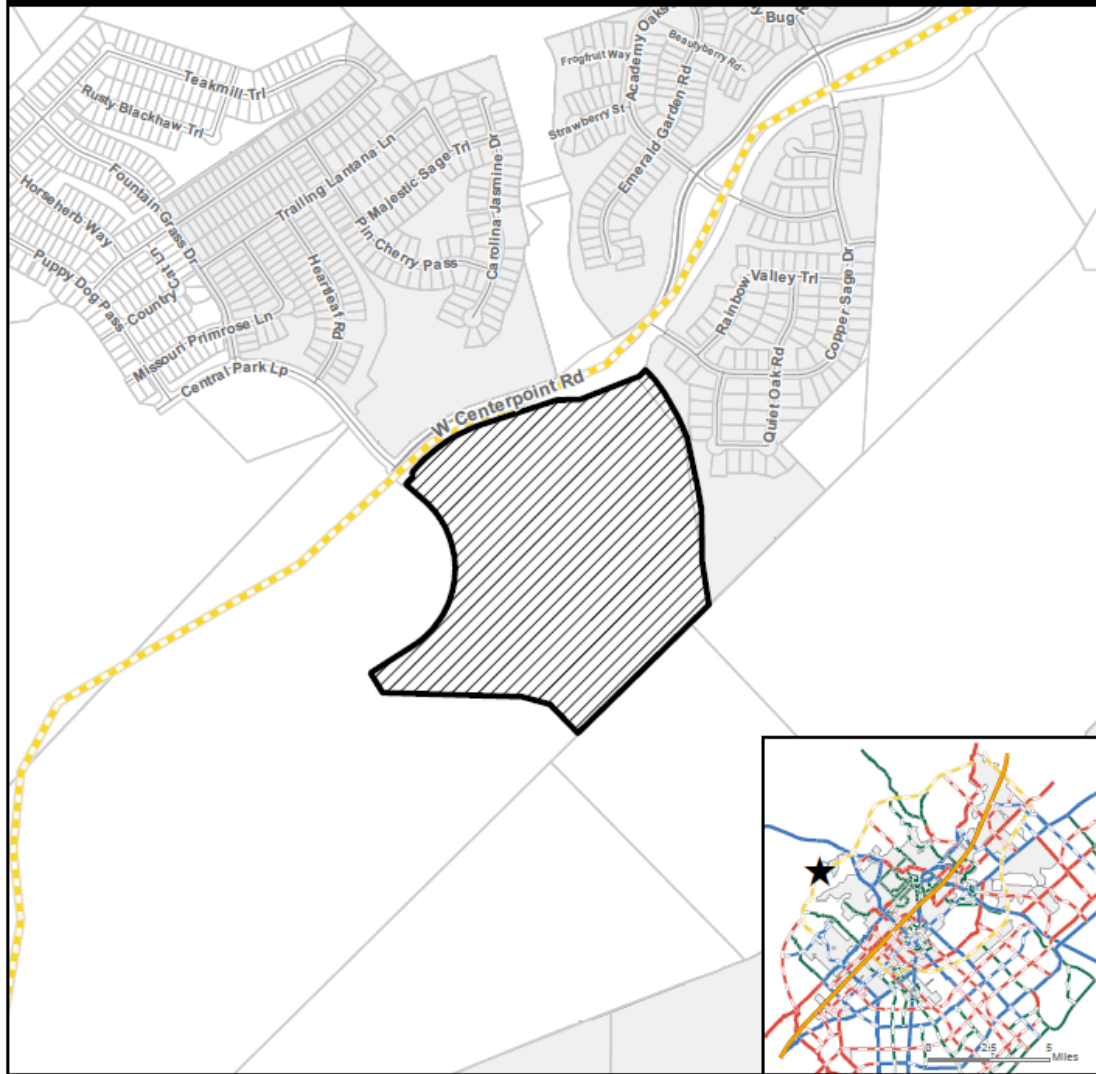 Bug
Academy Oaks
Beautyberry Rd
Frogfruit Way
Teakmill Trl
Rusty Blackhaw Trl
Strawberry St
Emerald Garden Rd
Trailing Lantana Ln
Majestic Sage Trl
Carolina Jasmine Dr
Fountain Grass Dr
Horseherb Way
Pin Cherry Pass
Puppy Dog Pass
Country
Cat Ln
Heartleaf Rd
Missouri Primrose Ln
Central Park Lp
Rainbow
Valley Trl
Copper Sage Dr
Quiet Oak Rd
W Centerpoint Rd
0 2.5 5
Miles